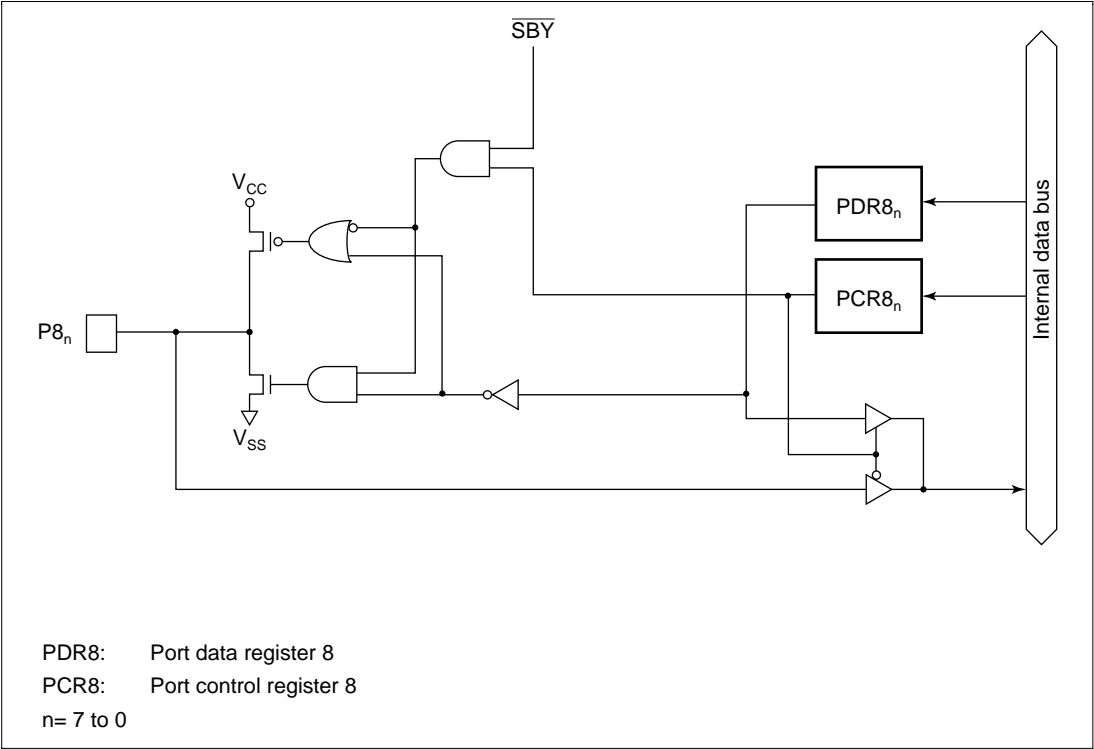 S̅B̅Y̅
V_CC
PDR8_n
PCR8_n
Internal data bus
P8_n
V_SS
PDR8: Port data register 8
PCR8: Port control register 8
n= 7 to 0